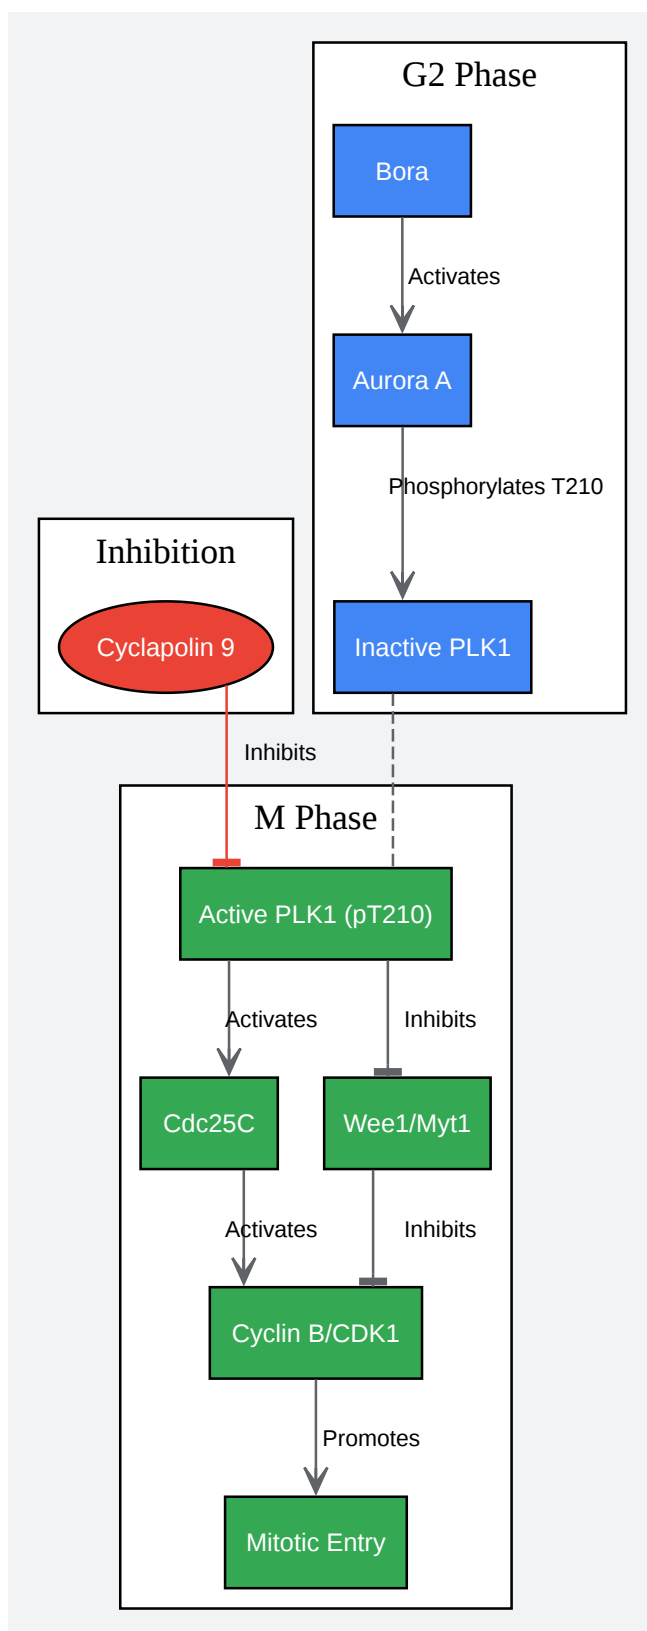 G2 Phase
Bora
Activates
Aurora A
Phosphorylates T210
Inactive PLK1
Inhibition
Cyclapolin 9
Inhibits
M Phase
Active PLK1 (pT210)
Activates
Inhibits
Cdc25C
Wee1/Myt1
Activates
Inhibits
Cyclin B/CDK1
Promotes
Mitotic Entry